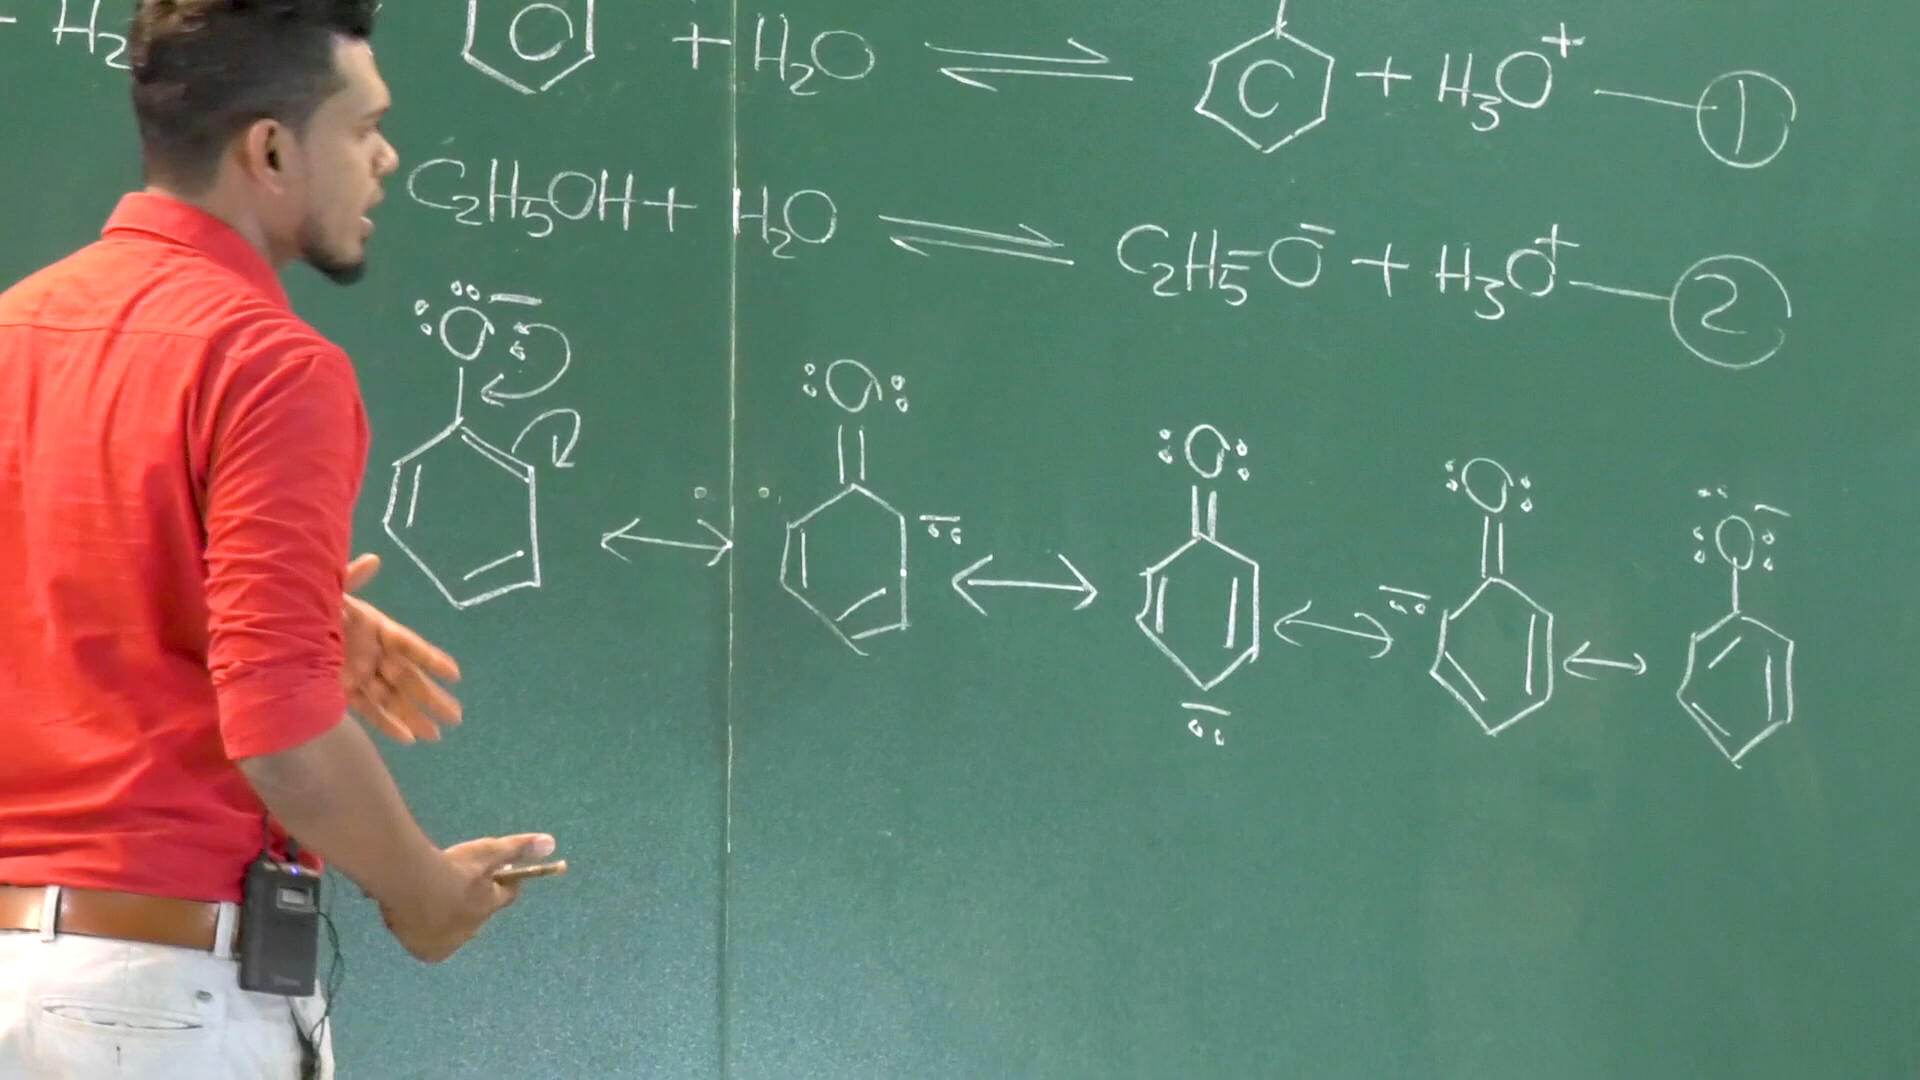 H₂ C + H₂O ⇌ C + H₃O⁺ — 1
C₂H₅OH + H₂O ⇌ C₂H₅-O⁻ + H₃O⁺ — 2
O⁻ ↔ O ↔ O ↔ O ↔ O⁻